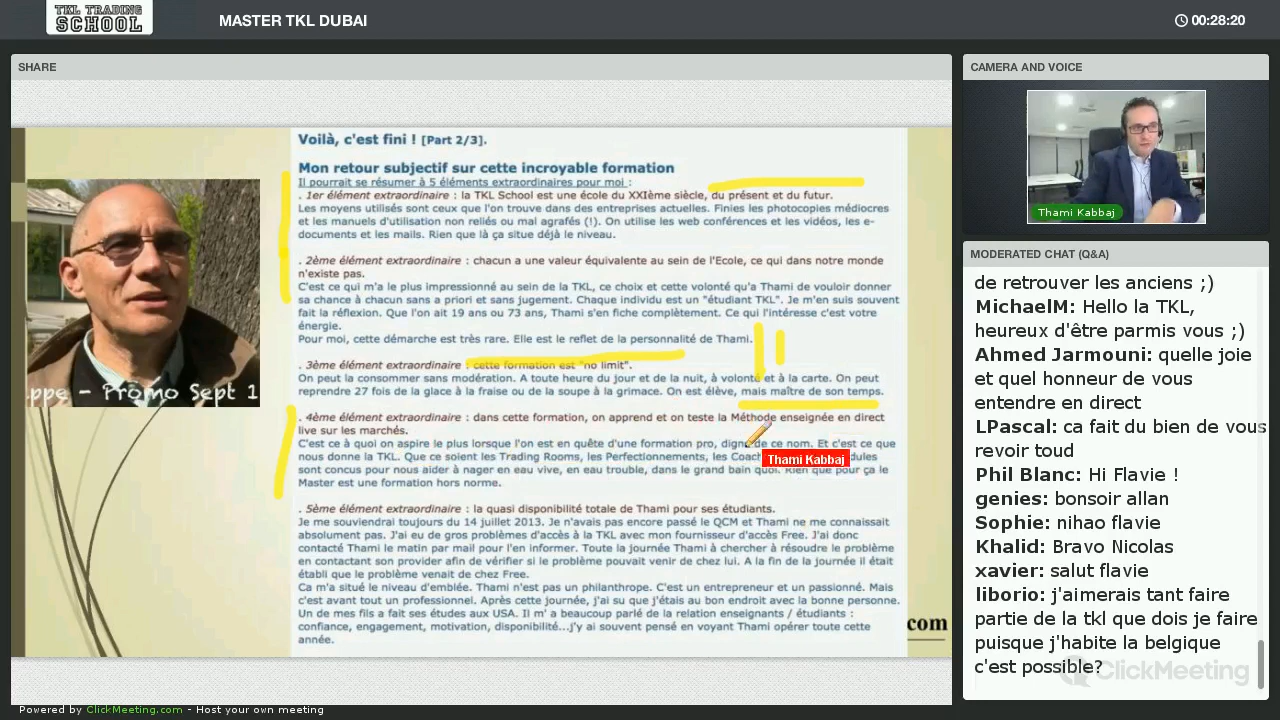 TKL TRADING
SCHOOL
MASTER TKL DUBAI
00:28:20
SHARE
Voilà, c'est fini ! [Part 2/3].
Mon retour subjectif sur cette incroyable formation
Il pourrait se résumer à 5 éléments extraordinaires pour moi :
. 1er élément extraordinaire : la TKL School est une école du XXIème siècle, du présent et du futur.
Les moyens utilisés sont ceux que l'on trouve dans des entreprises actuelles. Finies les photocopies médiocres
et les manuels d'utilisation non reliés ou mal agrafés (!). On utilise les web conférences et les vidéos, les e-
documents et les mails. Rien que là ça situe déjà le niveau.
. 2ème élément extraordinaire : chacun a une valeur équivalente au sein de l'Ecole, ce qui dans notre monde
n'existe pas.
C'est ce qui m'a le plus impressionné au sein de la TKL, ce choix et cette volonté qu'a Thami de vouloir donner
sa chance à chacun sans a priori et sans jugement. Chaque individu est un "étudiant TKL". Je m'en suis souvent
fait la réflexion. Que l'on ait 19 ans ou 73 ans, Thami s'en fiche complètement. Ce qui l'intéresse c'est votre
énergie.
Pour moi, cette démarche est très rare. Elle est le reflet de la personnalité de Thami.
. 3ème élément extraordinaire : cette formation est "no limit".
On peut la consommer sans modération. A toute heure du jour et de la nuit, à volonté et à la carte. On peut
reprendre 27 fois de la glace à la fraise ou de la soupe à la grimace. On est élève, mais maître de son temps.
. 4ème élément extraordinaire : dans cette formation, on apprend et on teste la Méthode enseignée en direct
live sur les marchés.
C'est ce à quoi on aspire le plus lorsque l'on est en quête d'une formation pro, digne de ce nom. Et c'est ce que
nous donne la TKL. Que ce soient les Trading Rooms, les Perfectionnements, les Coach dules
sont concus pour nous aider à nager en eau vive, en eau trouble, dans le grand bain quoi. Rien que pour ça le
Master est une formation hors norme.
. 5ème élément extraordinaire : la quasi disponibilité totale de Thami pour ses étudiants.
Je me souviendrai toujours du 14 juillet 2013. Je n'avais pas encore passé le QCM et Thami ne me connaissait
absolument pas. J'ai eu de gros problèmes d'accès à la TKL avec mon fournisseur d'accès Free. J'ai donc
contacté Thami le matin par mail pour l'en informer. Toute la journée Thami à chercher à résoudre le problème
en contactant son provider afin de vérifier si le problème pouvait venir de chez lui. A la fin de la journée il était
établi que le problème venait de chez Free.
Ca m'a situé le niveau d'emblée. Thami n'est pas un philanthrope. C'est un entrepreneur et un passionné. Mais
c'est avant tout un professionnel. Après cette journée, j'ai su que j'étais au bon endroit avec la bonne personne.
Un de mes fils a fait ses études aux USA. Il m' a beaucoup parlé de la relation enseignants / étudiants :
confiance, engagement, motivation, disponibilité...j'y ai souvent pensé en voyant Thami opérer toute cette
année.
ppe - Promo Sept 1
Thami Kabbaj
com
CAMERA AND VOICE
Thami Kabbaj
MODERATED CHAT (Q&A)
de retrouver les anciens ;)
MichaelM: Hello la TKL,
heureux d'être parmis vous ;)
Ahmed Jarmouni: quelle joie
et quel honneur de vous
entendre en direct
LPascal: ca fait du bien de vous
revoir toud
Phil Blanc: Hi Flavie !
genies: bonsoir allan
Sophie: nihao flavie
Khalid: Bravo Nicolas
xavier: salut flavie
liborio: j'aimerais tant faire
partie de la tkl que dois je faire
puisque j'habite la belgique
c'est possible?
ClickMeeting
Powered by ClickMeeting.com - Host your own meeting